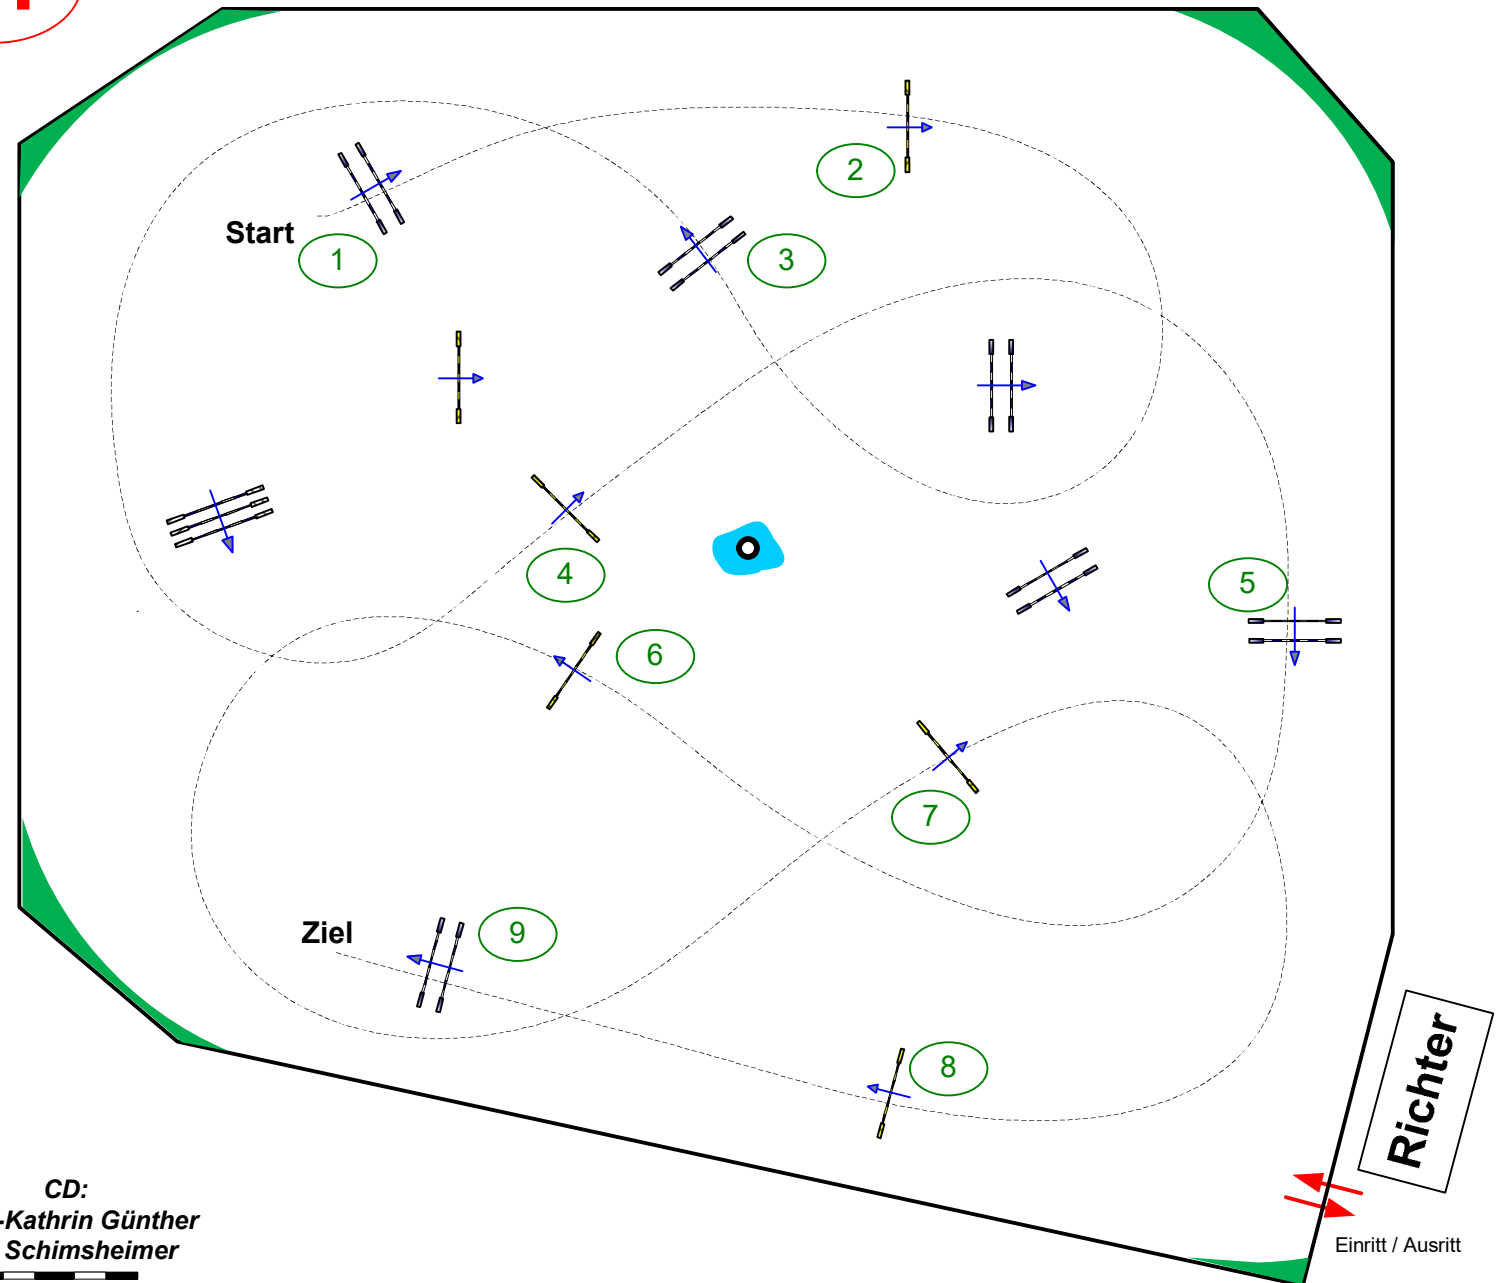 2
Start
1
3
4
5
6
7
Ziel
9
8
Richter
CD:
-Kathrin Günther
Schimsheimer
Einritt / Ausritt